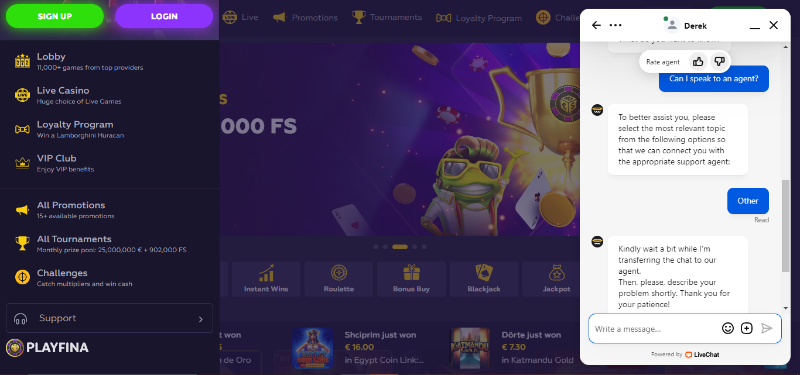 SIGN UP
LOGIN
Lobby
11,000+ games from top providers
Live Casino
Huge choice of Live Games
Loyalty Program
Win a Lamborghini Huracan
VIP Club
Enjoy VIP benefits
All Promotions
15+ available promotions
All Tournaments
Monthly prize pool: 25,000,000 € + 902,000 FS
Challenges
Catch multipliers and win cash
Support
PLAYFINA
Live
Promotions
Tournaments
Loyalty Program
S
000 FS
Instant Wins
Roulette
Bonus Buy
Blackjack
Jackpot
st won
a de Oro
Shciprim just won
€ 16.00
in Egypt Coin Link:...
Dörte just won
€ 7.30
in Katmandu Gold
Derek
Rate agent
Can I speak to an agent?
To better assist you, please
select the most relevant topic
from the following options so
that we can connect you with
the appropriate support agent:
Other
Read
Kindly wait a bit while I'm
transferring the chat to our
agent.
Then, please, describe your
problem shortly. Thank you for
your patience!
Write a message...
Powered by LiveChat